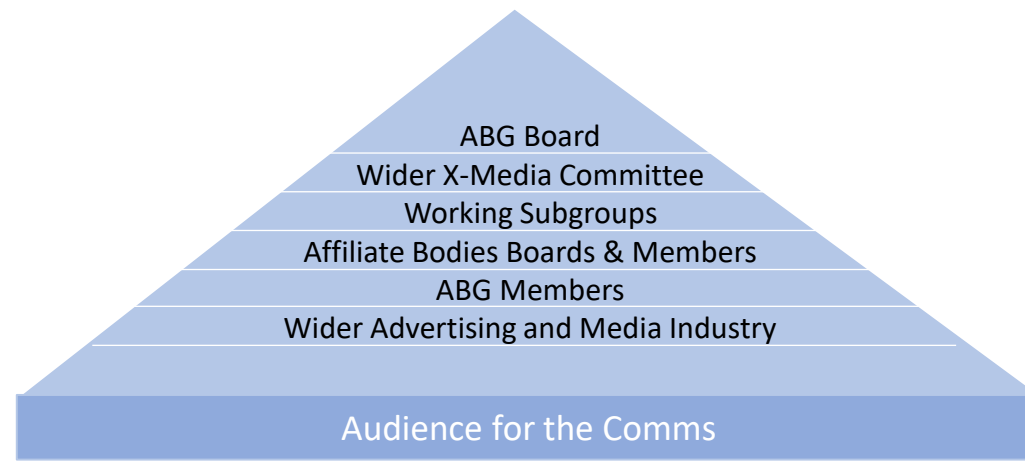 ABG Board
Wider X-Media Committee
Working Subgroups
Affiliate Bodies Boards & Members
ABG Members
Wider Advertising and Media Industry
Audience for the Comms